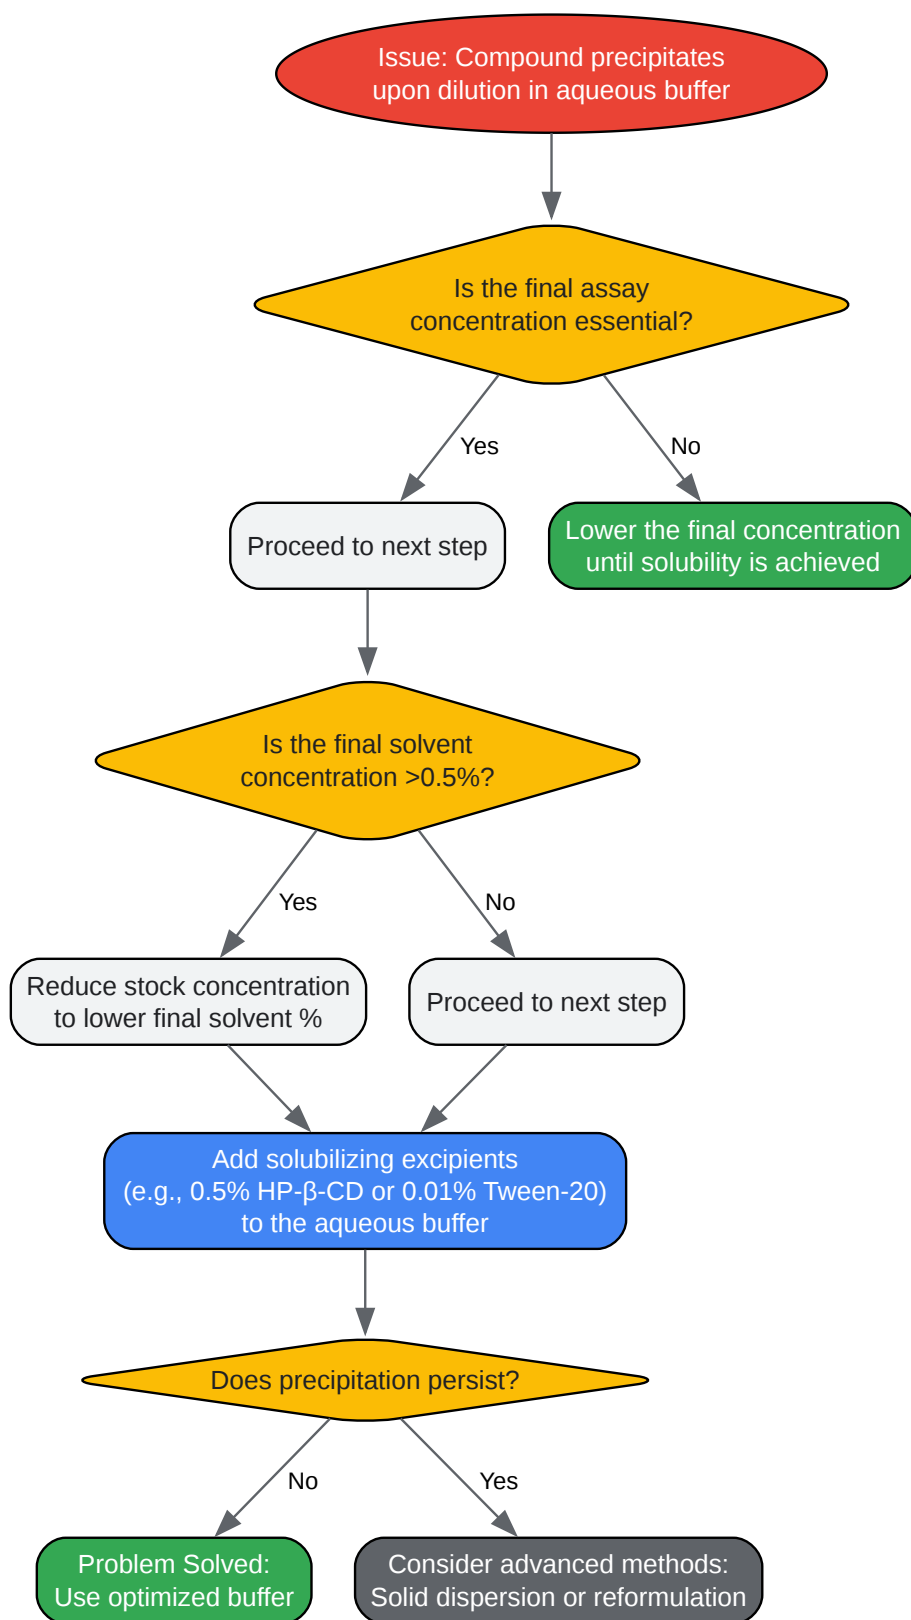 Issue: Compound precipitates
upon dilution in aqueous buffer
Is the final assay
concentration essential?
Yes
No
Proceed to next step
Lower the final concentration
until solubility is achieved
Is the final solvent
concentration >0.5%?
Yes
No
Reduce stock concentration
to lower final solvent %
Proceed to next step
Add solubilizing excipients
(e.g., 0.5% HP-β-CD or 0.01% Tween-20)
to the aqueous buffer
Does precipitation persist?
No
Yes
Problem Solved:
Use optimized buffer
Consider advanced methods:
Solid dispersion or reformulation